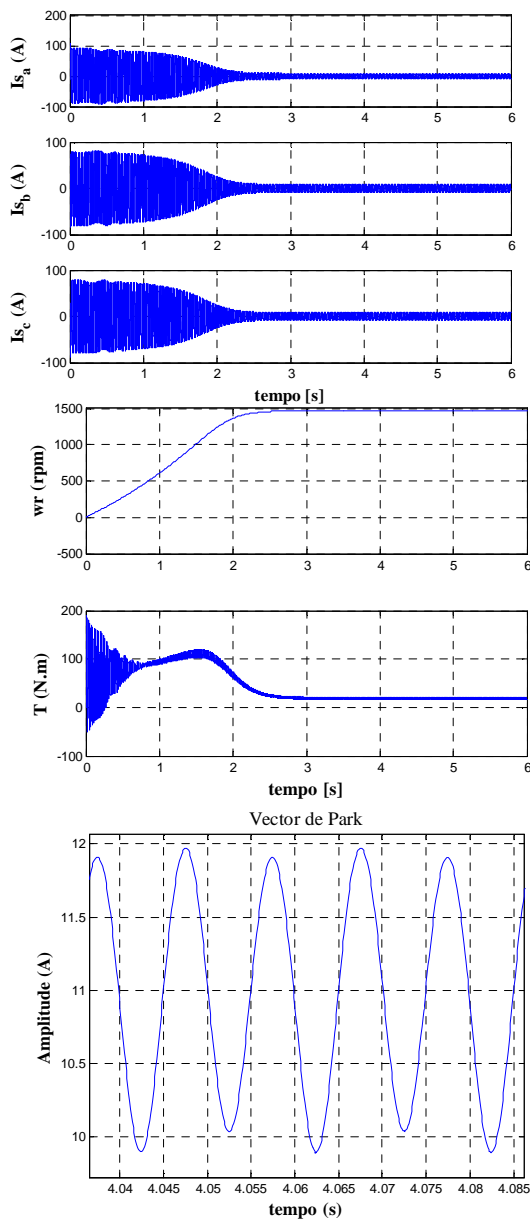 200
100
0
-100
Is_a (A)
0 1 2 3 4 5 6
100
0
-100
Is_b (A)
0 1 2 3 4 5 6
100
0
-100
Is_c (A)
0 1 2 3 4 5 6
tempo [s]
1500
1000
500
0
-500
wr (rpm)
0 1 2 3 4 5 6
200
100
0
-100
T (N.m)
0 1 2 3 4 5 6
tempo [s]
Vector de Park
12
11.5
11
10.5
10
Amplitude (A)
4.04 4.045 4.05 4.055 4.06 4.065 4.07 4.075 4.08 4.085
tempo (s)